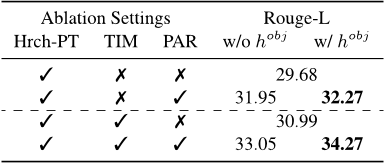 Ablation Settings Rouge-L
Hrch-PT TIM PAR w/o h^obj w/ h^obj
✓ ✗ ✗ 29.68
✓ ✗ ✓ 31.95 32.27
✓ ✓ ✗ 30.99
✓ ✓ ✓ 33.05 34.27